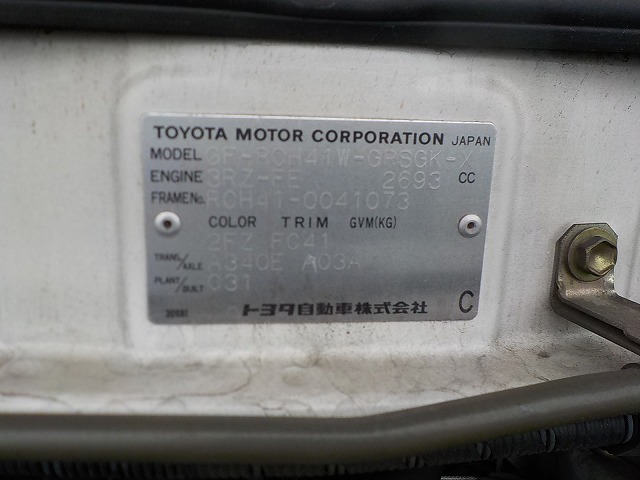 TOYOTA MOTOR CORPORATION JAPAN
MODEL GF-RCH41W-GPSGK-X
ENGINE 3RZ-FE 2693 CC
FRAME No. RCH41-0041073
COLOR TRIM GVM(KG)
2FZ FC41
TRANS/AXLE A340E A03A
PLANT/BUILT C31
トヨタ自動車株式会社 C